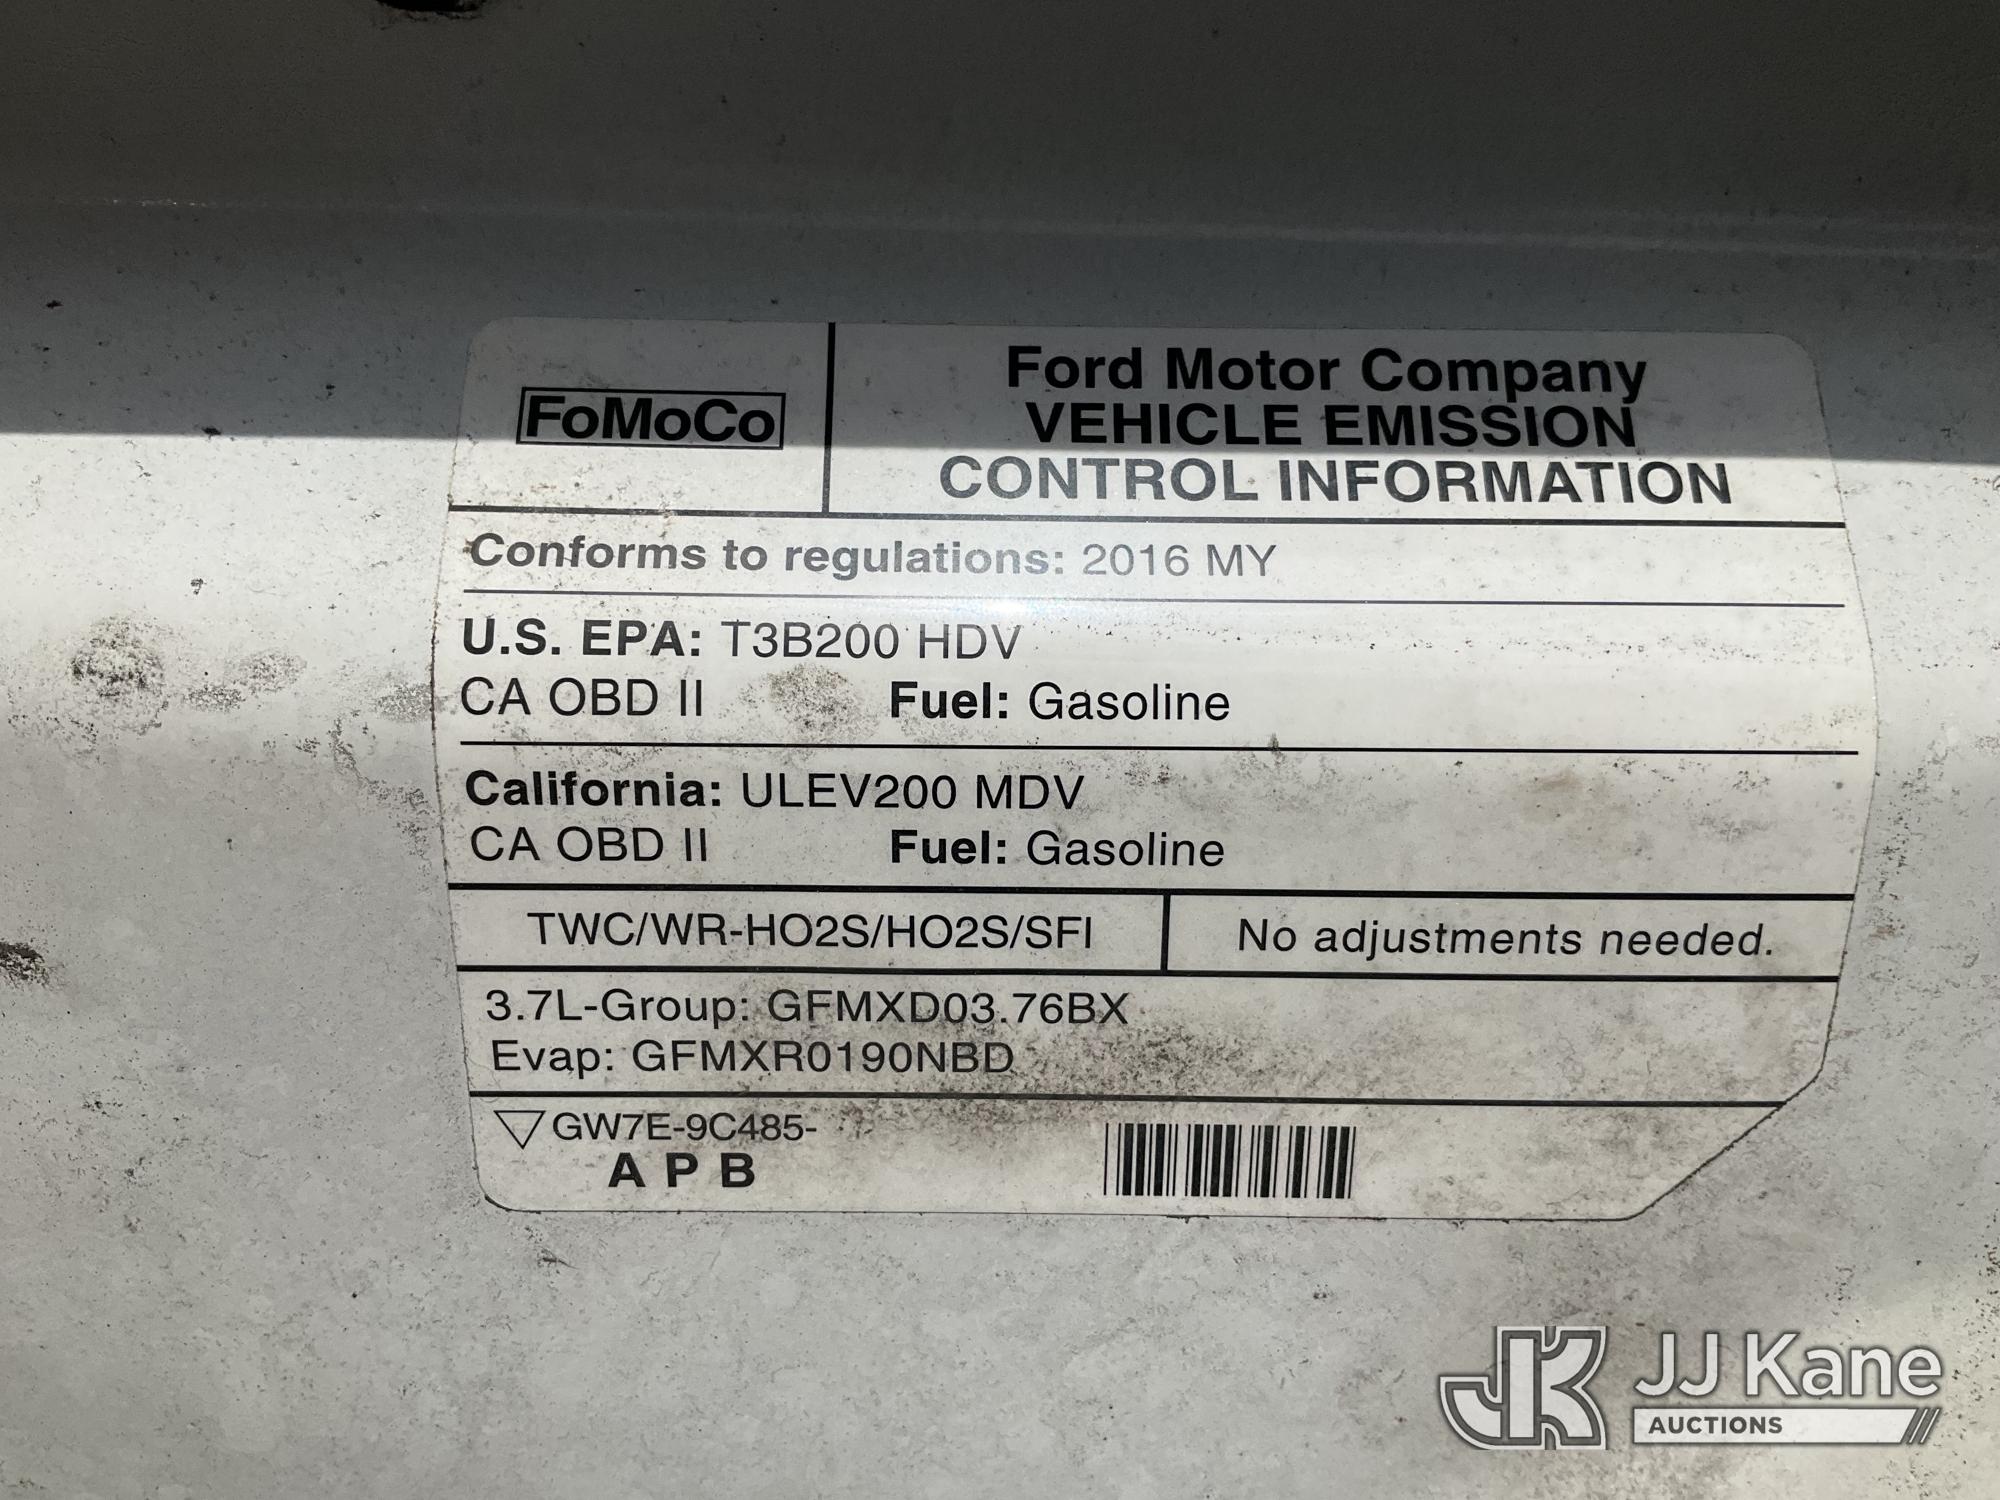 FoMoCo
Ford Motor Company
VEHICLE EMISSION
CONTROL INFORMATION
Conforms to regulations: 2016 MY
U.S. EPA: T3B200 HDV
CA OBD II Fuel: Gasoline
California: ULEV200 MDV
CA OBD II Fuel: Gasoline
TWC/WR-HO2S/HO2S/SFI
No adjustments needed.
3.7L-Group: GFMXD03.76BX
Evap: GFMXR0190NBD
GW7E-9C485-
A P B
JK JJ Kane
AUCTIONS